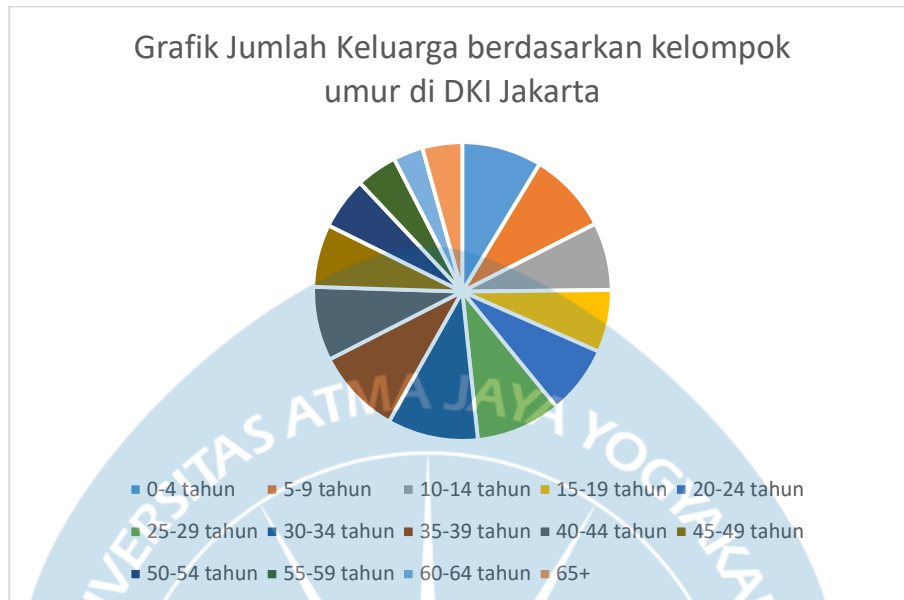 Grafik Jumlah Keluarga berdasarkan kelompok
umur di DKI Jakarta
UNIVERSITAS ATMA JAYA YOGYAKARTA
0-4 tahun 5-9 tahun 10-14 tahun 15-19 tahun 20-24 tahun
25-29 tahun 30-34 tahun 35-39 tahun 40-44 tahun 45-49 tahun
50-54 tahun 55-59 tahun 60-64 tahun 65+